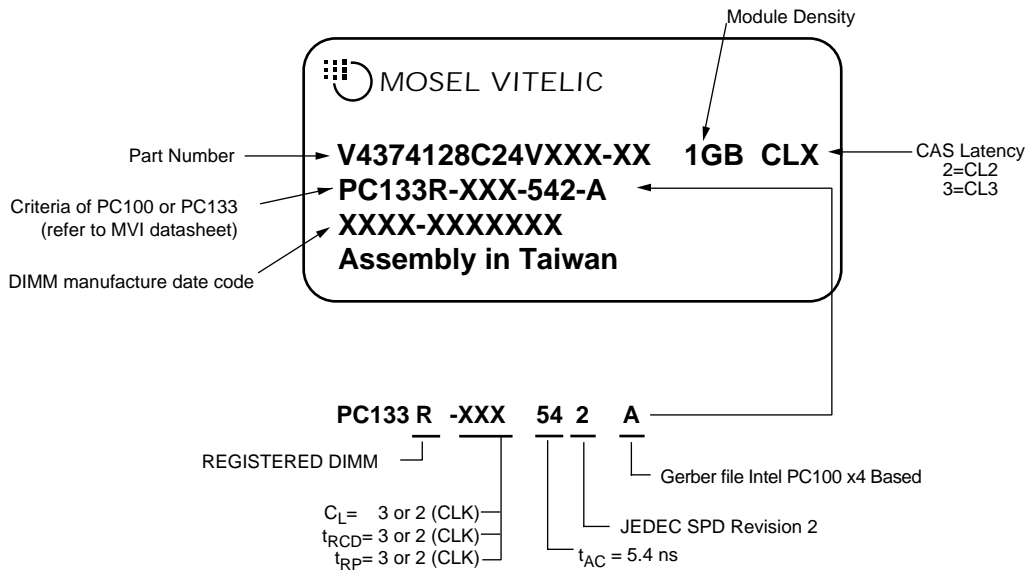 Module Density
MOSEL VITELIC
Part Number
V4374128C24VXXX-XX 1GB CLX
CAS Latency
2=CL2
3=CL3
Criteria of PC100 or PC133
(refer to MVI datasheet)
PC133R-XXX-542-A
XXXX-XXXXXXX
DIMM manufacture date code
Assembly in Taiwan
PC133 R -XXX 54 2 A
REGISTERED DIMM
Gerber file Intel PC100 x4 Based
CL= 3 or 2 (CLK)
tRCD= 3 or 2 (CLK)
tRP= 3 or 2 (CLK)
JEDEC SPD Revision 2
tAC = 5.4 ns